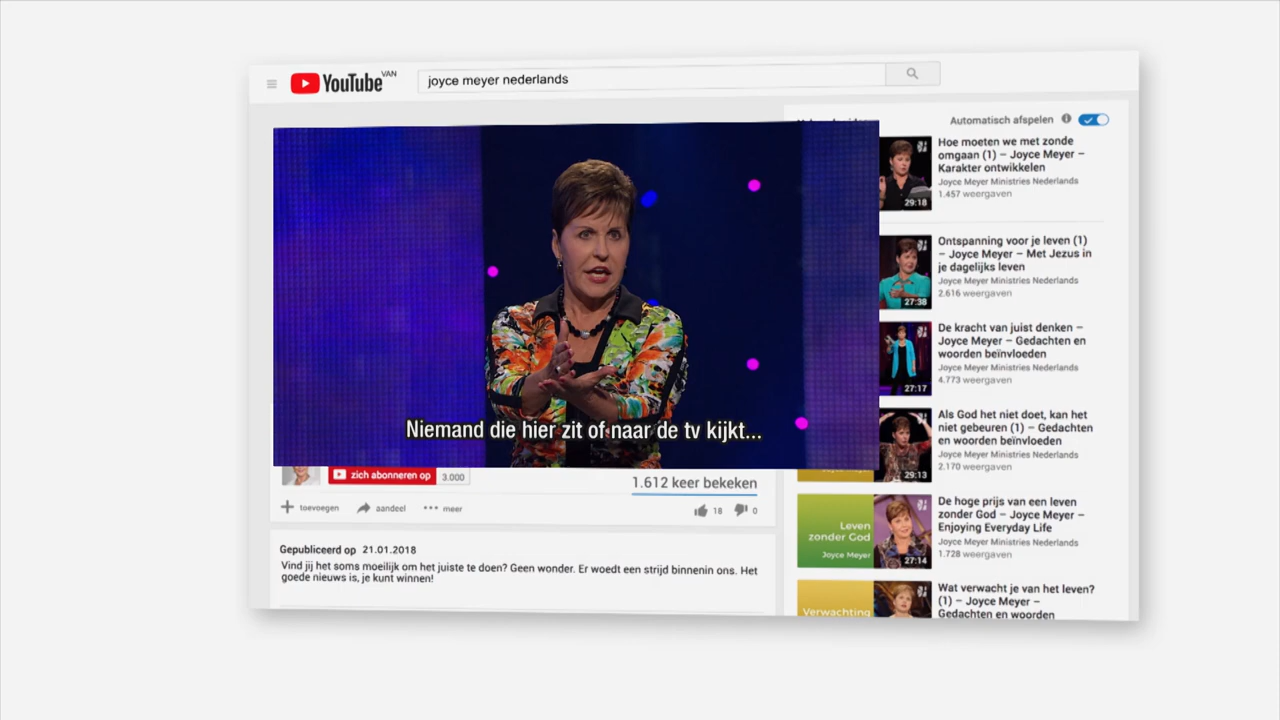 YouTube VAN
joyce meyer nederlands
Automatisch afspelen
Niemand die hier zit of naar de tv kijkt...
zich abonneren op 3.000
1.612 keer bekeken
toevoegen aandeel meer
18 0
Gepubliceerd op 21.01.2018
Vind jij het soms moeilijk om het juiste te doen? Geen wonder. Er woedt een strijd binnenin ons. Het
goede nieuws is, je kunt winnen!
29:18
Hoe moeten we met zonde
omgaan (1) – Joyce Meyer –
Karakter ontwikkelen
Joyce Meyer Ministries Nederlands
1.457 weergaven
27:38
Ontspanning voor je leven (1)
– Joyce Meyer – Met Jezus in
je dagelijks leven
Joyce Meyer Ministries Nederlands
2.616 weergaven
27:17
De kracht van juist denken –
Joyce Meyer – Gedachten en
woorden beïnvloeden
Joyce Meyer Ministries Nederlands
4.773 weergaven
29:13
Als God het niet doet, kan het
niet gebeuren (1) – Gedachten
en woorden beïnvloeden
Joyce Meyer Ministries Nederlands
2.170 weergaven
Leven
zonder God
Joyce Meyer
27:14
De hoge prijs van een leven
zonder God – Joyce Meyer –
Enjoying Everyday Life
Joyce Meyer Ministries Nederlands
1.728 weergaven
Verwachting
Wat verwacht je van het leven?
(1) – Joyce Meyer –
Gedachten en woorden